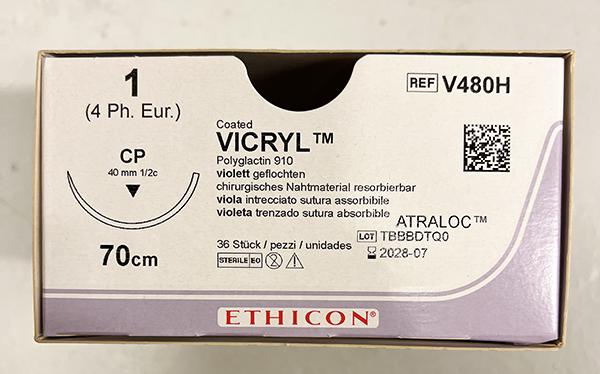 1
(4 Ph. Eur.)
CP
40 mm 1/2c
70cm
Coated
VICRYL™
Polyglactin 910
violett geflochten
chirurgisches Nahtmaterial resorbierbar
viola intrecciato sutura assorbibile
violeta trenzado sutura absorbible
36 Stück / pezzi / unidades
STERILE EO
REF V480H
ATRALOC™
LOT TBBBDTQ0
2028-07
ETHICON®